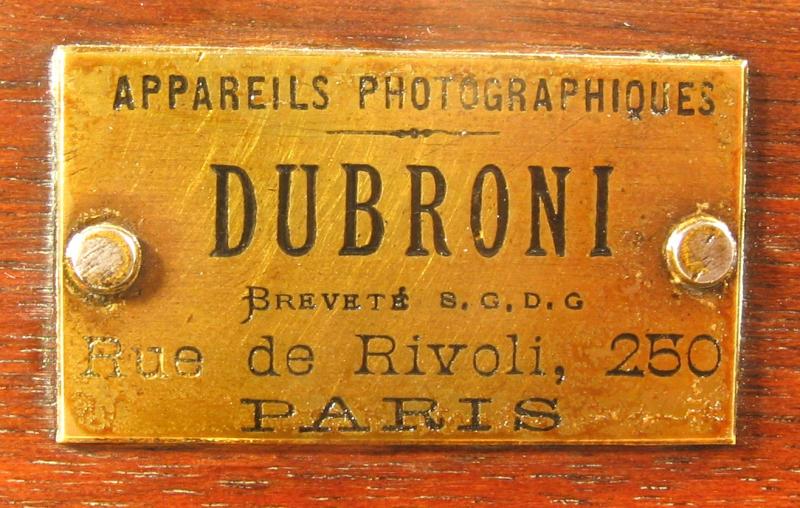 APPAREILS PHOTOGRAPHIQUES
DUBRONI
BREVETÉ S.G.D.G
Rue de Rivoli, 250
PARIS